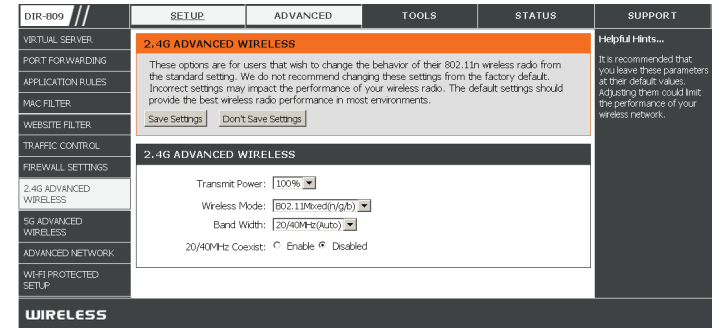 DIR-809
SETUP
ADVANCED
TOOLS
STATUS
SUPPORT
VIRTUAL SERVER
PORT FORWARDING
APPLICATION RULES
MAC FILTER
WEBSITE FILTER
TRAFFIC CONTROL
FIREWALL SETTINGS
2.4G ADVANCED
WIRELESS
5G ADVANCED
WIRELESS
ADVANCED NETWORK
WI-FI PROTECTED
SETUP
2.4G ADVANCED WIRELESS
These options are for users that wish to change the behavior of their 802.11n wireless radio from
the standard setting. We do not recommend changing these settings from the factory default.
Incorrect settings may impact the performance of your wireless radio. The default settings should
provide the best wireless radio performance in most environments.
Save Settings
Don't Save Settings
2.4G ADVANCED WIRELESS
Transmit Power: 100%
Wireless Mode: 802.11Mixed(n/g/b)
Band Width: 20/40MHz(Auto)
20/40MHz Coexist: Enable Disabled
Helpful Hints...
It is recommended that
you leave these parameters
at their default values.
Adjusting them could limit
the performance of your
wireless network.
WIRELESS